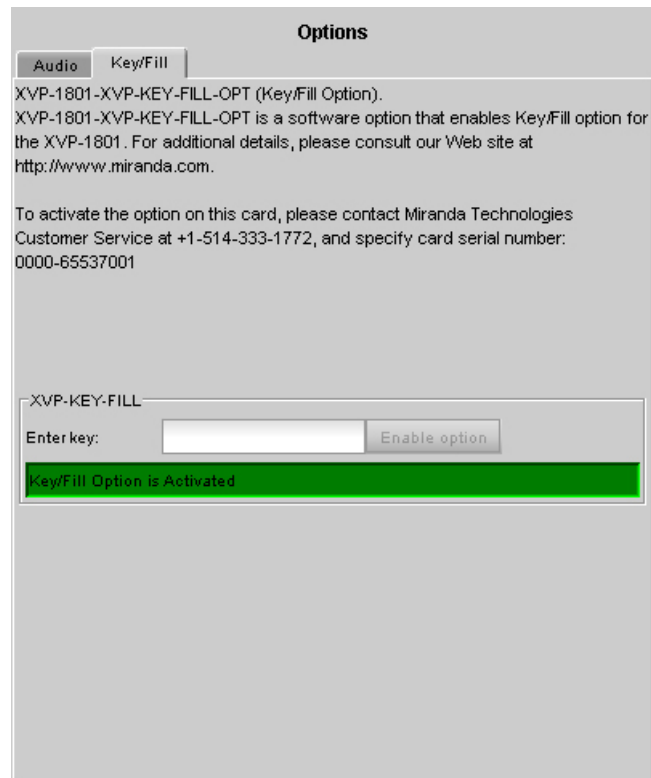 Options
Audio
Key/Fill
XVP-1801-XVP-KEY-FILL-OPT (Key/Fill Option).
XVP-1801-XVP-KEY-FILL-OPT is a software option that enables Key/Fill option for
the XVP-1801. For additional details, please consult our Web site at
http://www.miranda.com.
To activate the option on this card, please contact Miranda Technologies
Customer Service at +1-514-333-1772, and specify card serial number:
0000-65537001
XVP-KEY-FILL
Enter key:
Enable option
Key/Fill Option is Activated